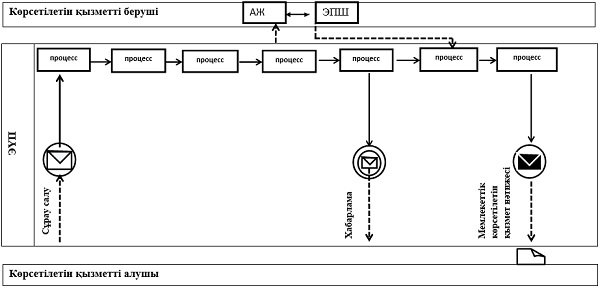 Көрсетілетін қызметті беруші
АЖ
ЭПШ
ЭҮП
процесс
процесс
процесс
процесс
процесс
процесс
процесс
Сұрау салу
Хабарлама
Мемлекеттік
көрсетілетін
қызмет нәтижесі
Көрсетілетін қызметті алушы